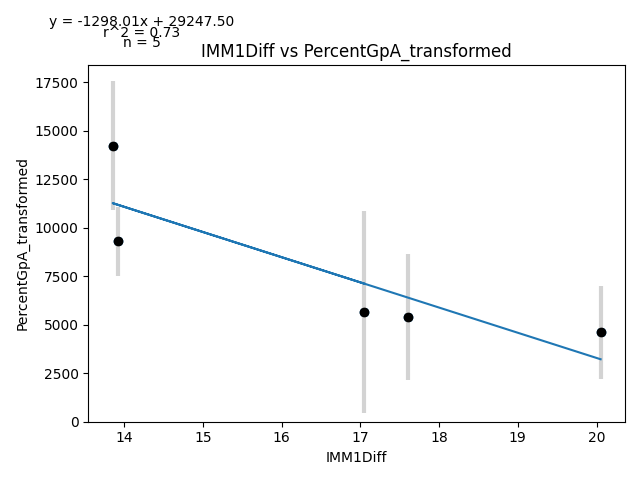 y = -1298.01x + 29247.50
r^2 = 0.73
n = 5
IMM1Diff vs PercentGpA_transformed
PercentGpA_transformed
17500
15000
12500
10000
7500
5000
2500
0
14 15 16 17 18 19 20
IMM1Diff